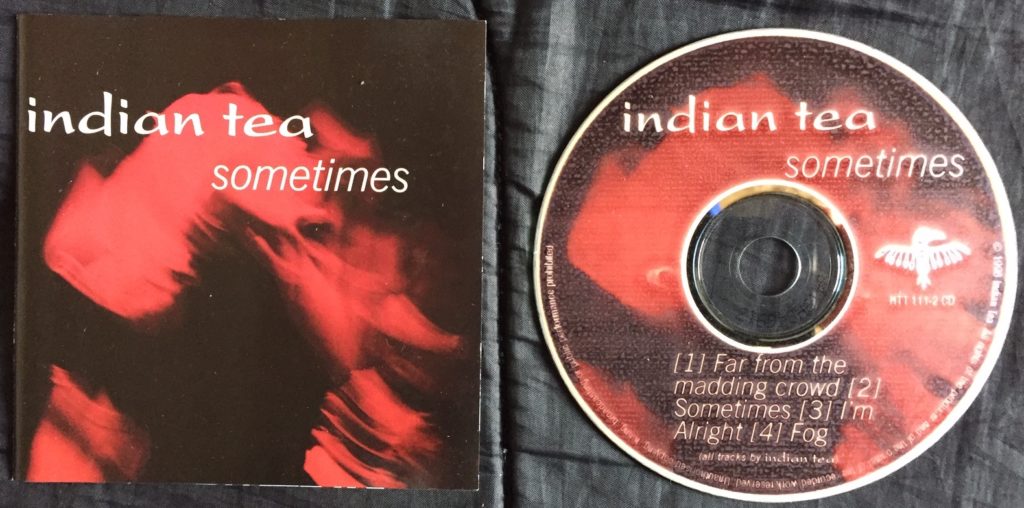 indian tea
sometimes
indian tea
sometimes
[1] Far from the
madding crowd [2]
Sometimes [3] I'm
Alright [4] Fog
(all tracks by indian tea)